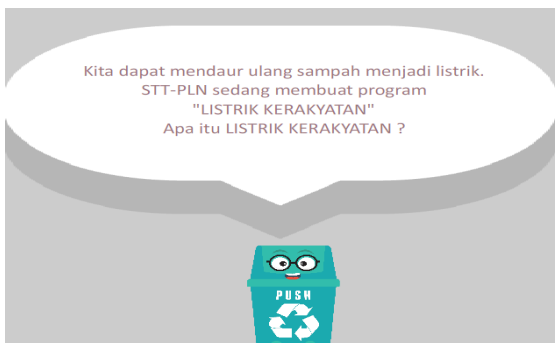 Kita dapat mendaur ulang sampah menjadi listrik.
STT-PLN sedang membuat program
"LISTRIK KERAKYATAN"
Apa itu LISTRIK KERAKYATAN ?
PUSH